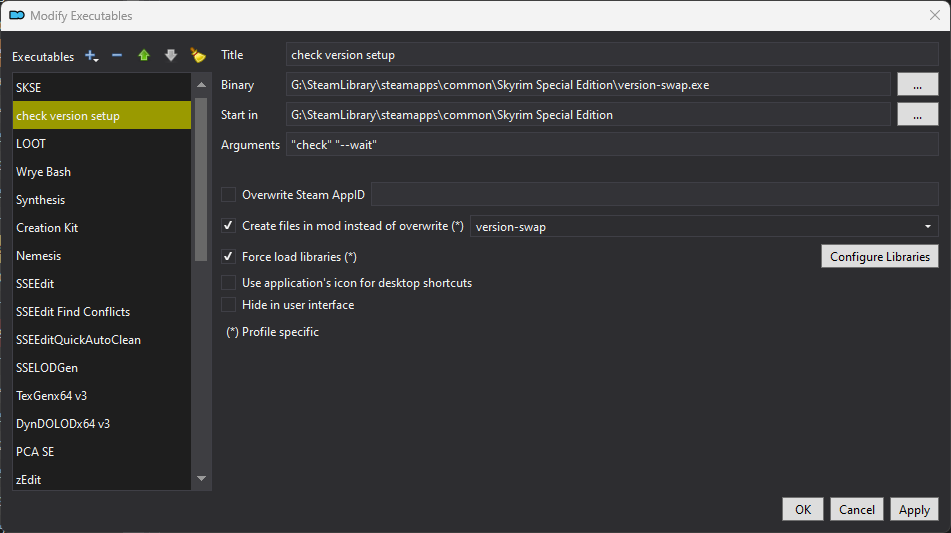 Modify Executables
Executables
SKSE
check version setup
LOOT
Wrye Bash
Synthesis
Creation Kit
Nemesis
SSEEdit
SSEEdit Find Conflicts
SSEEditQuickAutoClean
SSELODGen
TexGenx64 v3
DynDOLODx64 v3
PCA SE
zEdit
Title check version setup
Binary G:\SteamLibrary\steamapps\common\Skyrim Special Edition\version-swap.exe ...
Start in G:\SteamLibrary\steamapps\common\Skyrim Special Edition ...
Arguments "check" "--wait"
Overwrite Steam AppID
Create files in mod instead of overwrite (*) version-swap
Force load libraries (*) Configure Libraries
Use application's icon for desktop shortcuts
Hide in user interface
(*) Profile specific
OK Cancel Apply